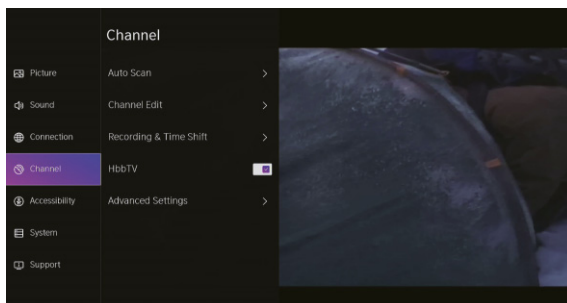 Channel
Picture
Auto Scan
Sound
Channel Edit
Connection
Recording & Time Shift
Channel
HbbTV
Accessibility
Advanced Settings
System
Support